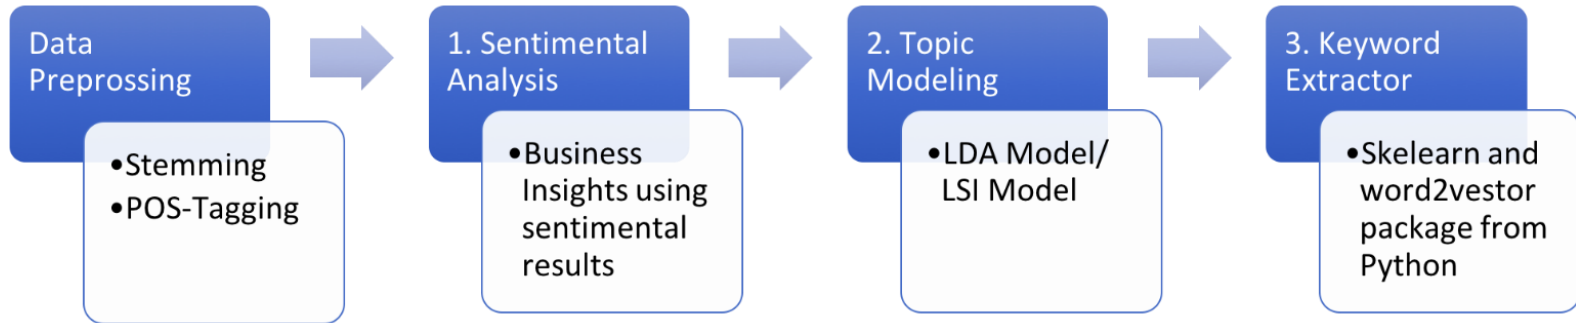 Data
Preprossing
•Stemming
•POS-Tagging
1. Sentimental
Analysis
•Business
Insights using
sentimental
results
2. Topic
Modeling
•LDA Model/
LSI Model
3. Keyword
Extractor
•Skelearn and
word2vestor
package from
Python